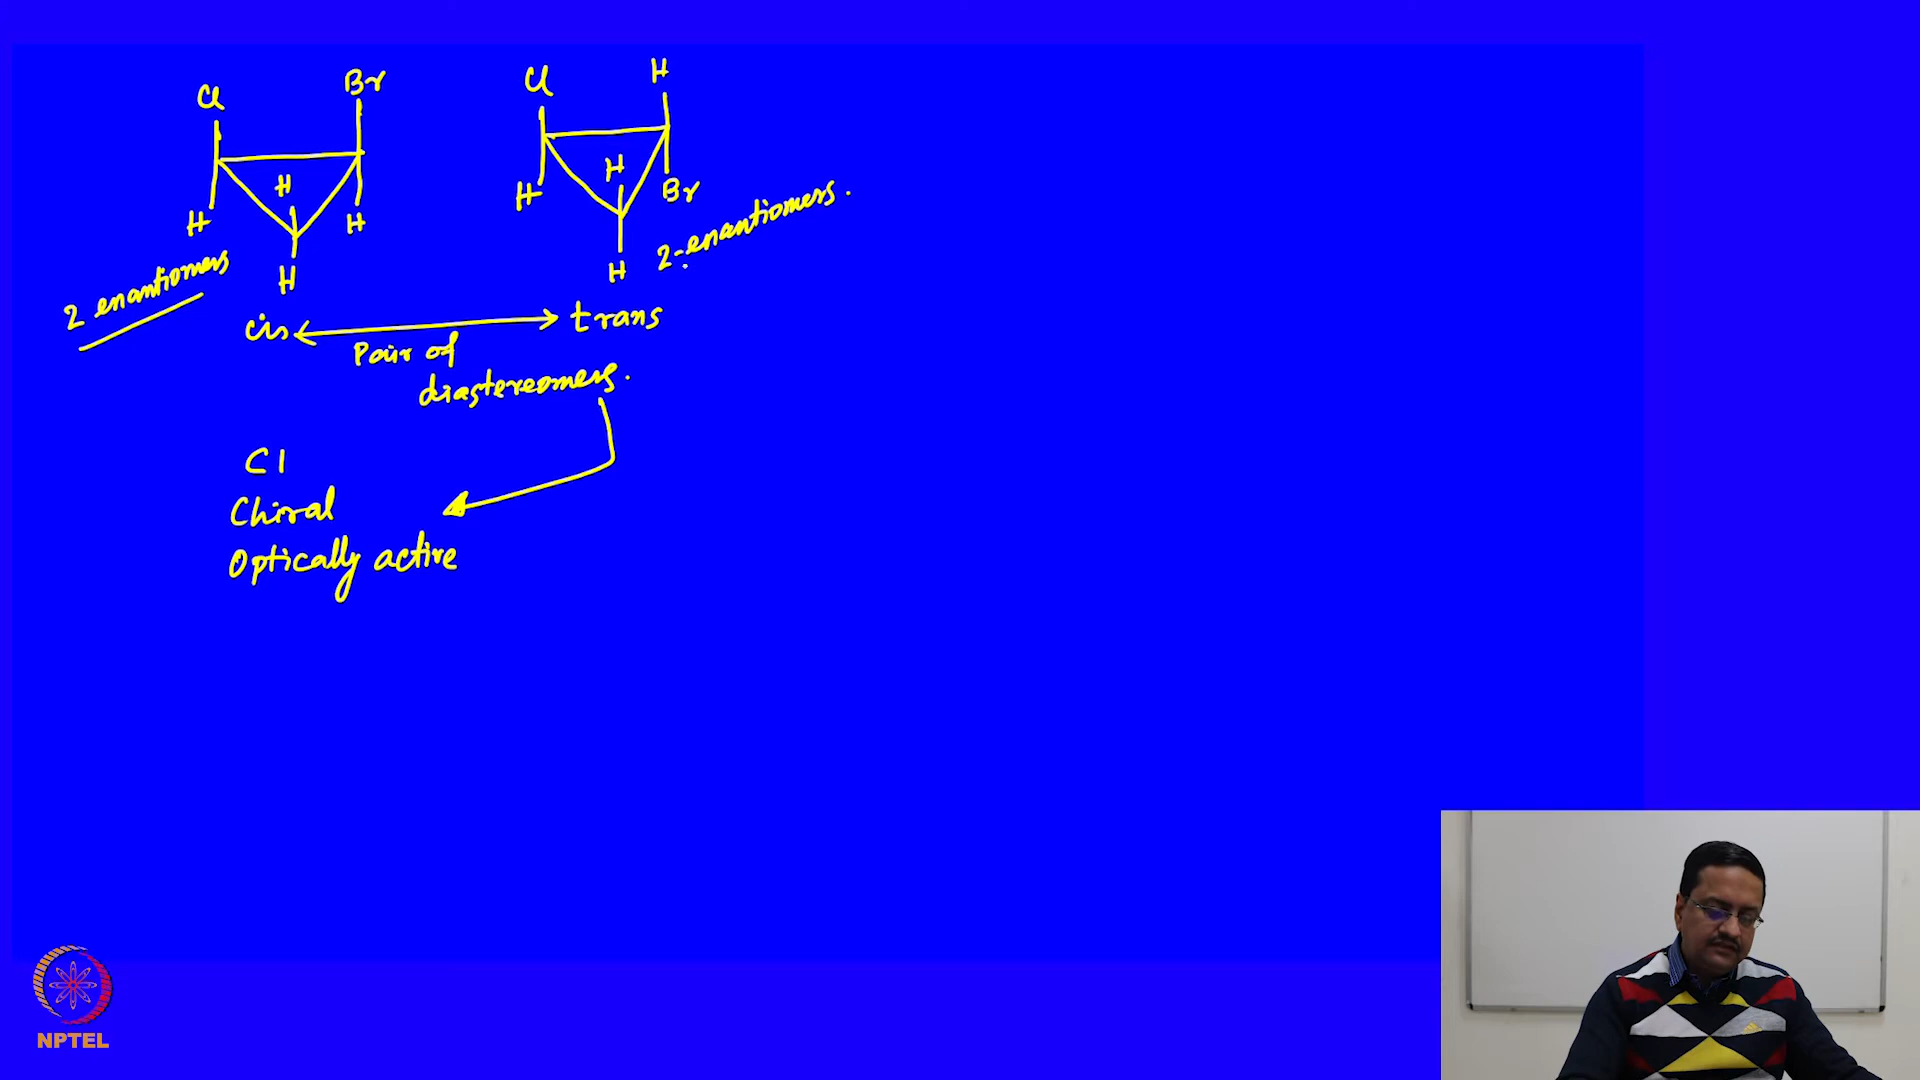 Cl Br Cl H
H H H H
H Br
2 enantiomers H H 2-enantiomers.
cis trans
Pair of
diastereomers.
C1
Chiral
Optically active
NPTEL